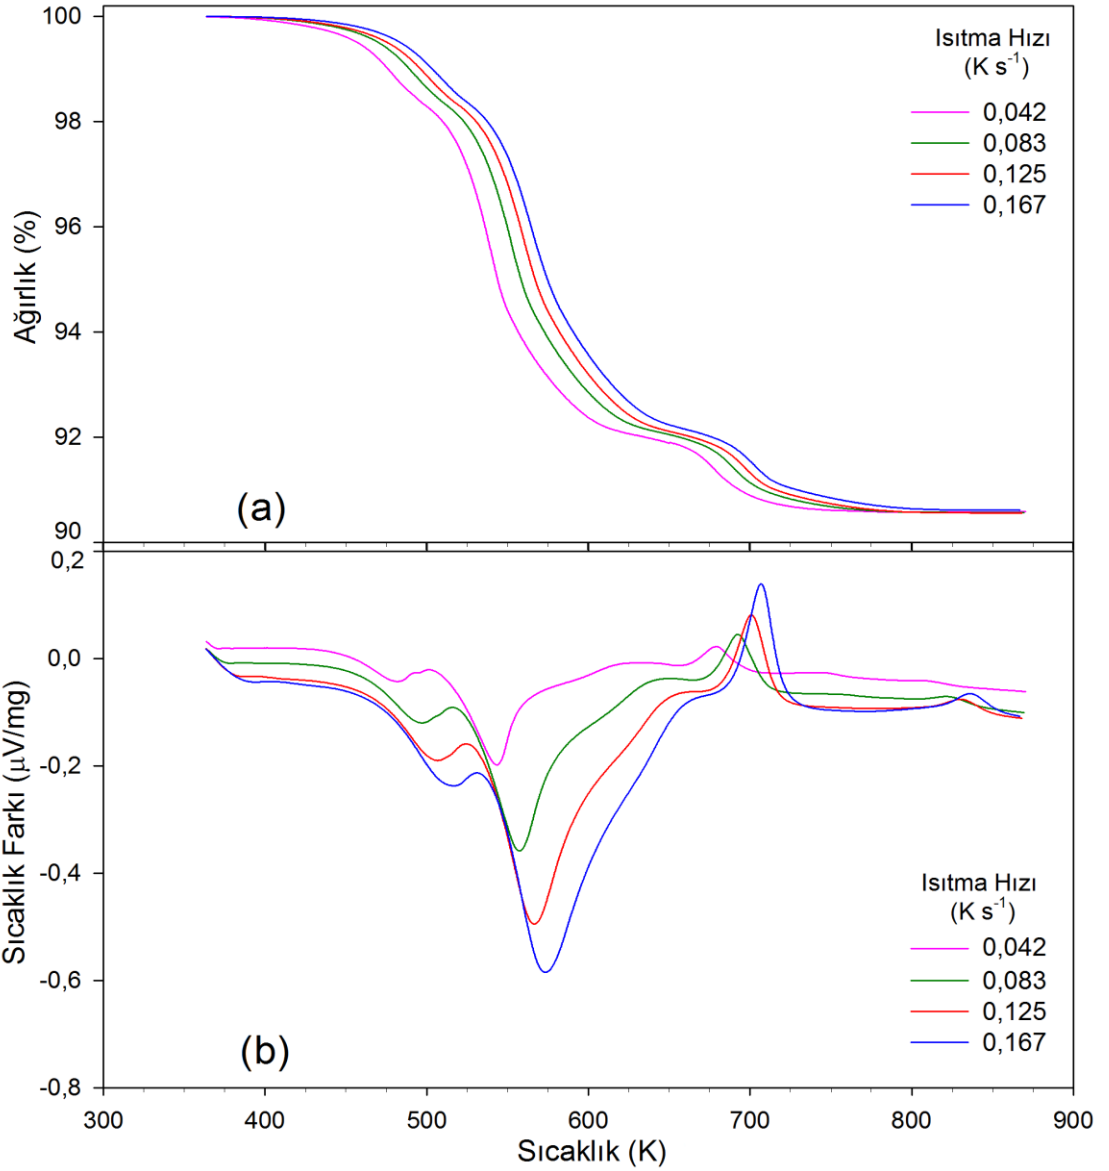 100
98
96
94
92
90
Ağırlık (%)
Isıtma Hızı
(K s-1)
0,042
0,083
0,125
0,167
(a)
0,2
0,0
-0,2
-0,4
-0,6
-0,8
Sıcaklık Farkı (μV/mg)
Isıtma Hızı
(K s-1)
0,042
0,083
0,125
0,167
(b)
300 400 500 600 700 800 900
Sıcaklık (K)